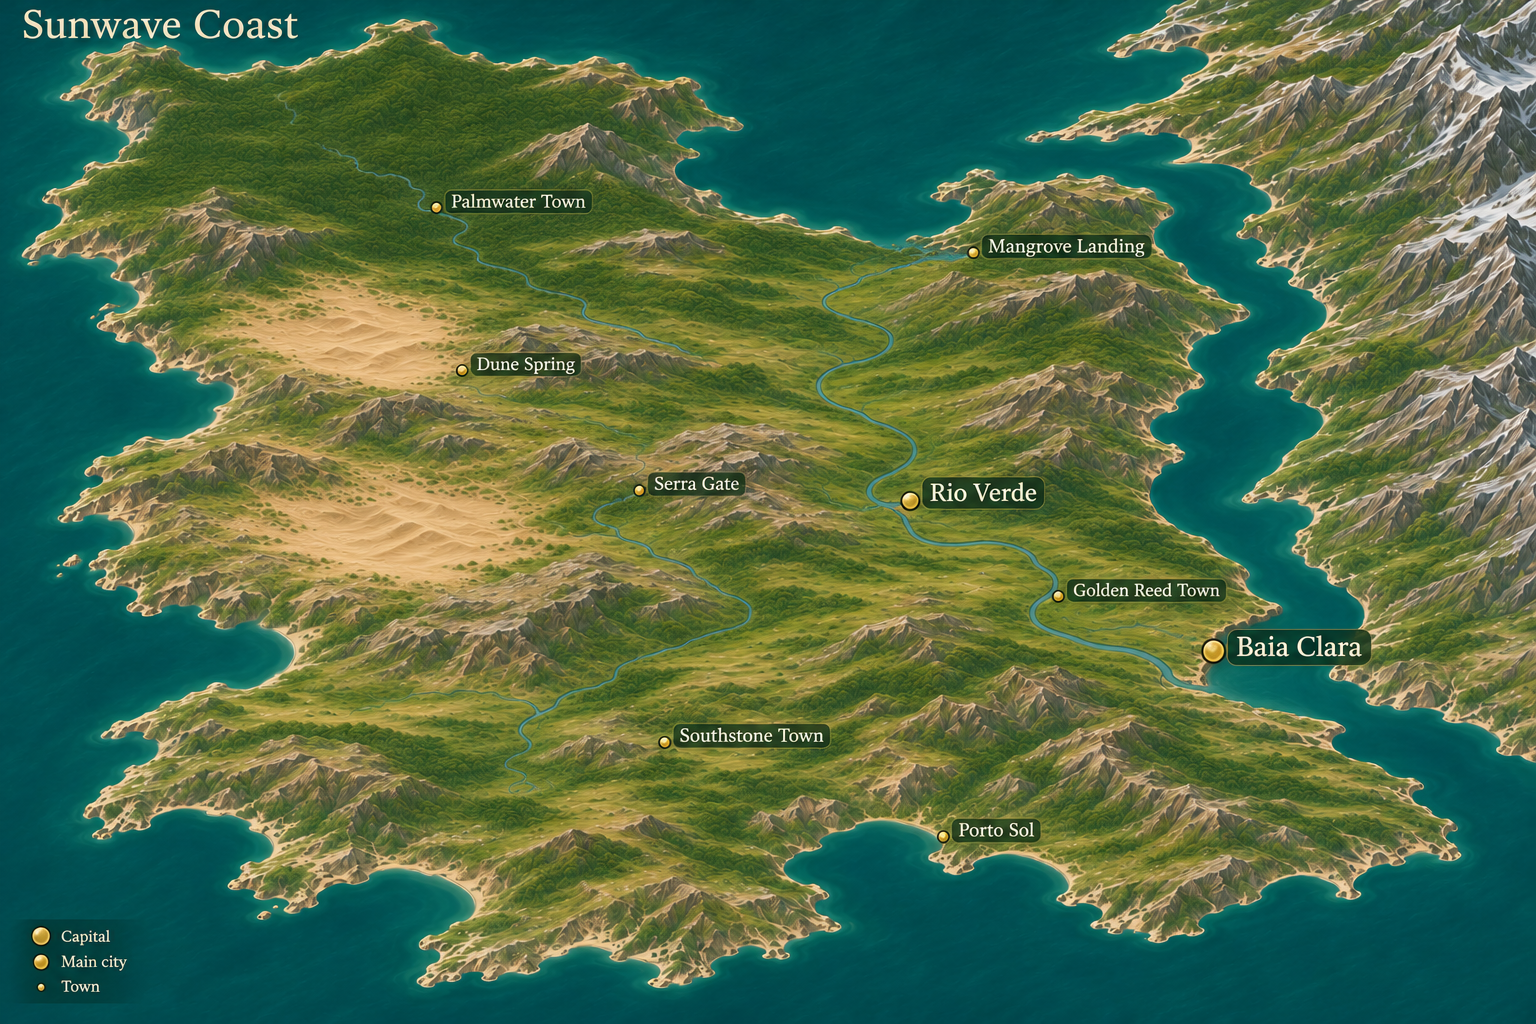 Sunwave Coast
Palmwater Town
Mangrove Landing
Dune Spring
Serra Gate
Rio Verde
Golden Reed Town
Baia Clara
Southstone Town
Porto Sol
Capital
Main city
Town